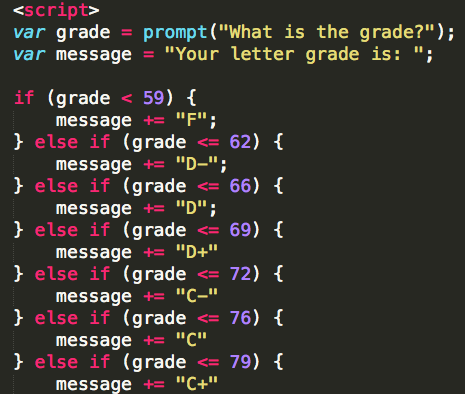 <script>
var grade = prompt("What is the grade?");
var message = "Your letter grade is: ";
if (grade < 59) {
message += "F";
} else if (grade <= 62) {
message += "D-";
} else if (grade <= 66) {
message += "D";
} else if (grade <= 69) {
message += "D+"
} else if (grade <= 72) {
message += "C-"
} else if (grade <= 76) {
message += "C"
} else if (grade <= 79) {
message += "C+"